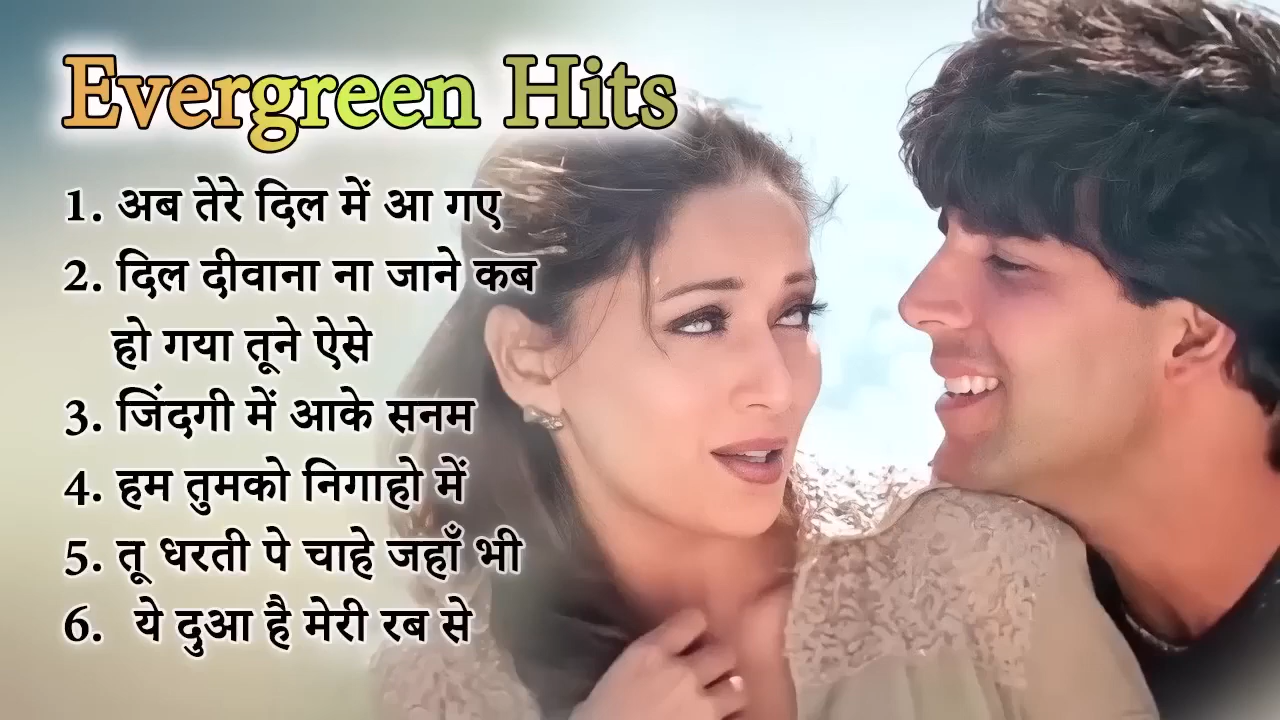 Evergreen Hits
1. अब तेरे दिल में आ गए
2. दिल दीवाना ना जाने कब
हो गया तूने ऐसे
3. जिंदगी में आके सनम
4. हम तुमको निगाहो में
5. तू धरती पे चाहे जहाँ भी
6. ये दुआ है मेरी रब से